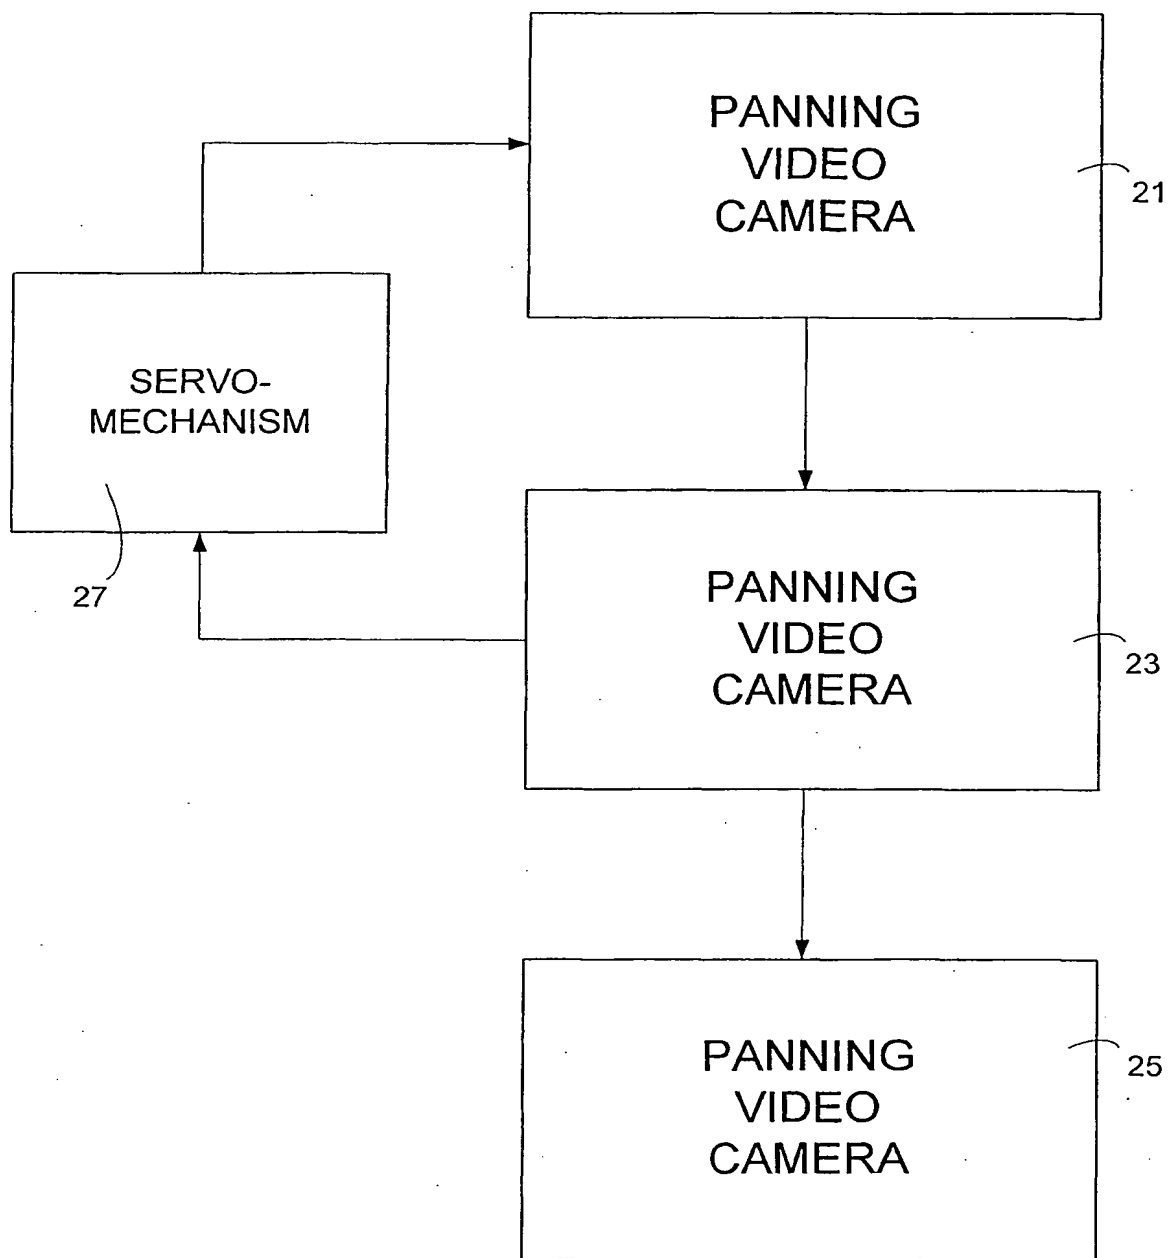 PANNING
VIDEO
CAMERA
21
SERVO-
MECHANISM
27
PANNING
VIDEO
CAMERA
23
PANNING
VIDEO
CAMERA
25